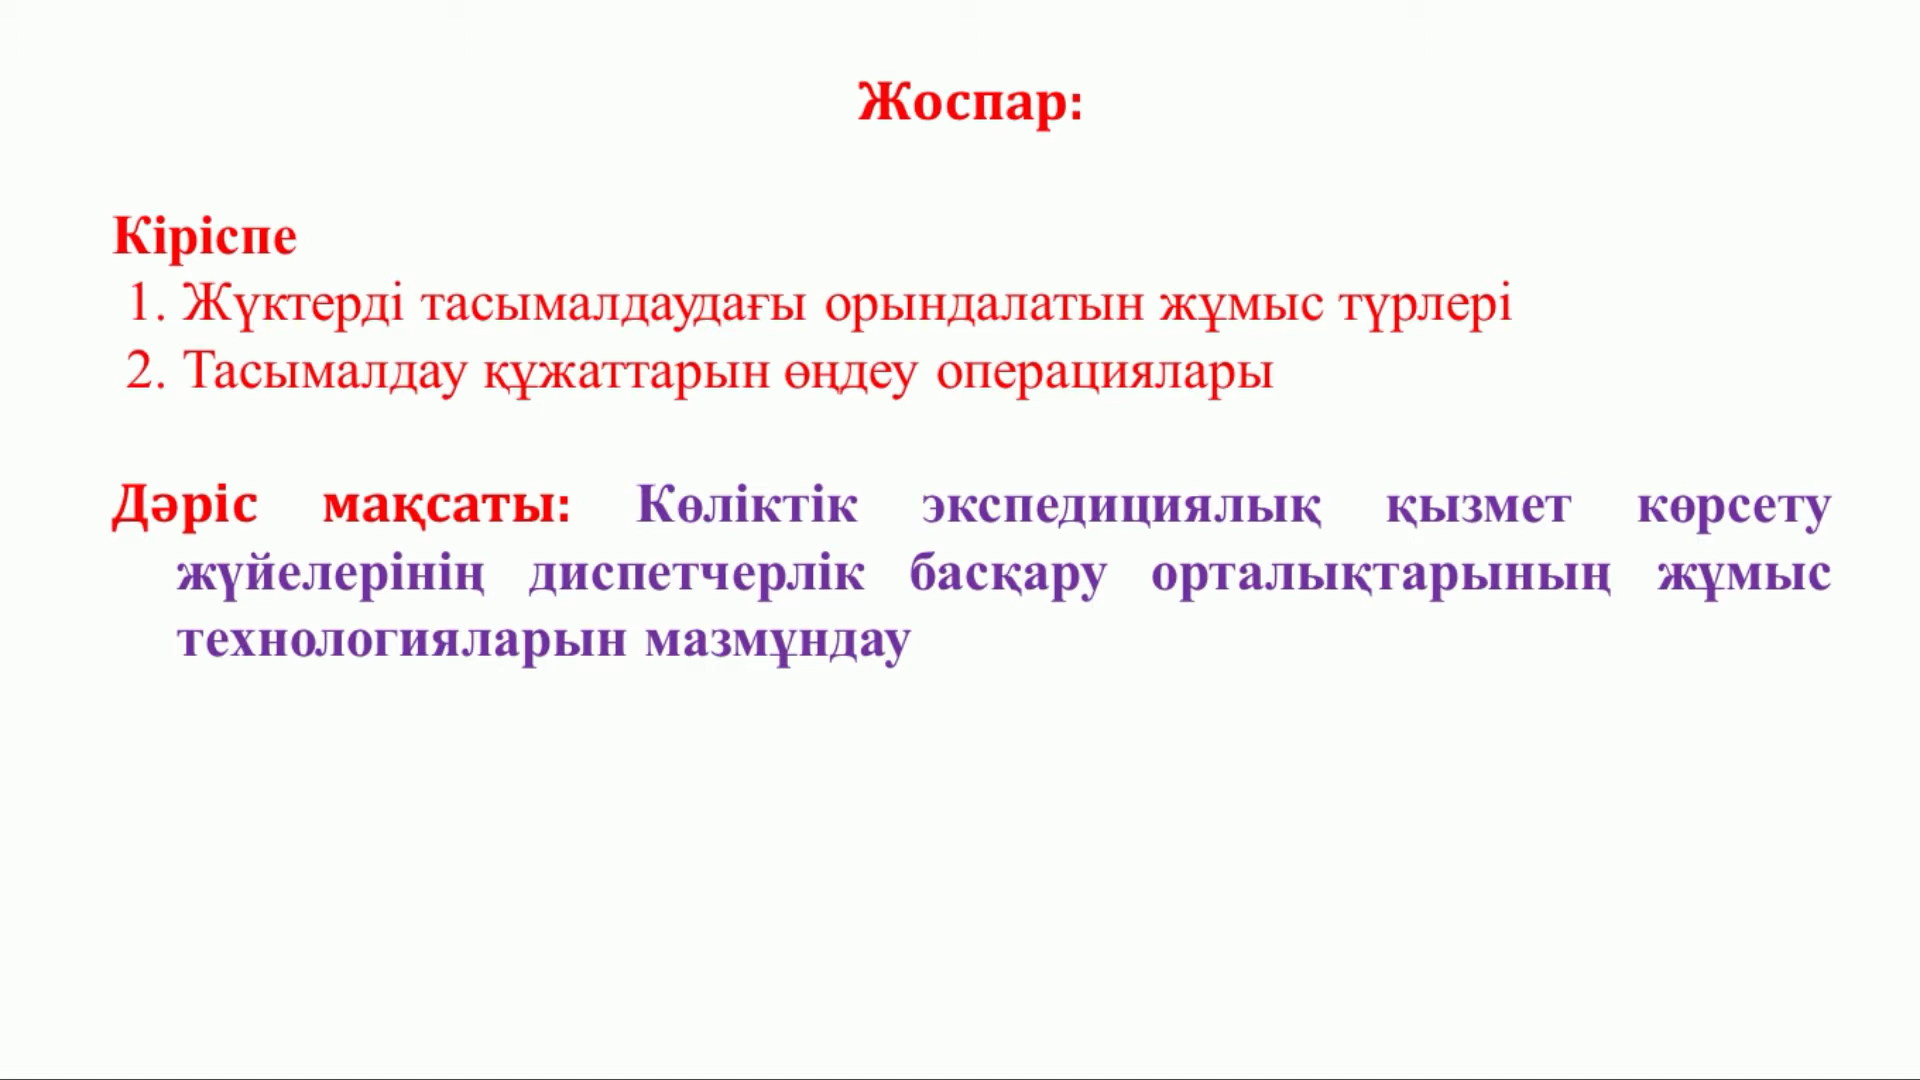 Жоспар:
Кіріспе
1. Жүктерді тасымалдаудағы орындалатын жұмыс түрлері
2. Тасымалдау құжаттарын өңдеу операциялары
Дәріс мақсаты: Көліктік экспедициялық қызмет көрсету
жүйелерінің диспетчерлік басқару орталықтарының жұмыс
технологияларын мазмұндау